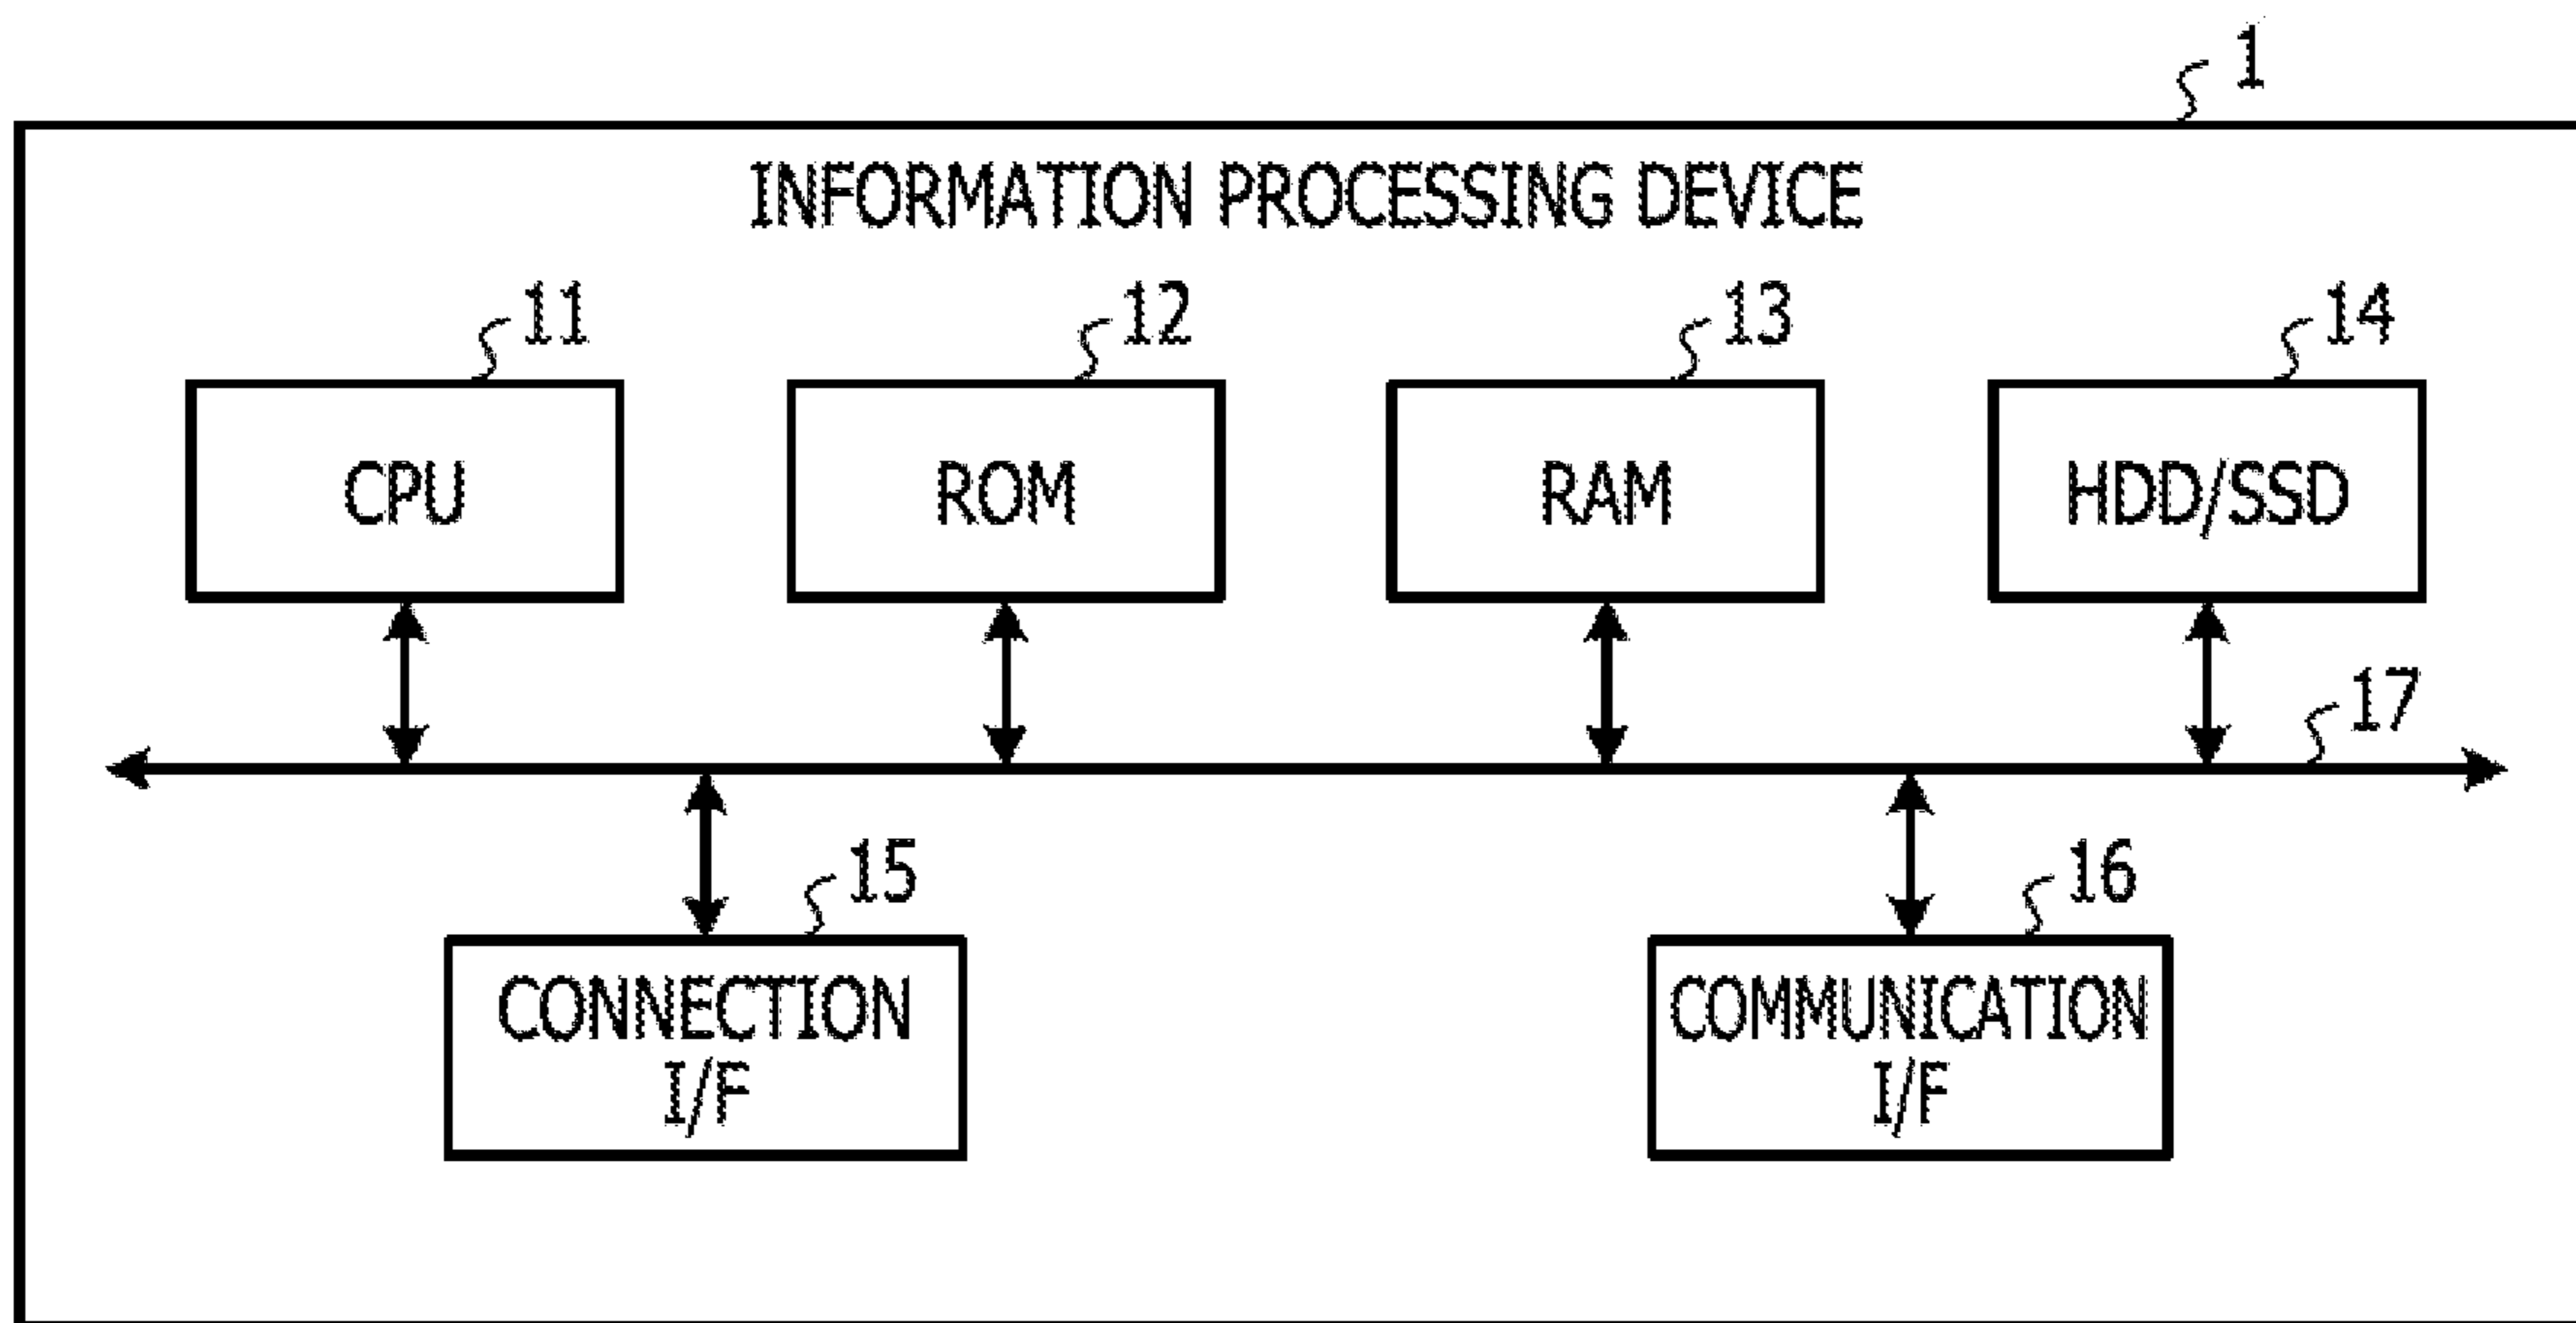 1
INFORMATION PROCESSING DEVICE
11
12
13
14
CPU
ROM
RAM
HDD/SSD
17
15
16
CONNECTION
I/F
COMMUNICATION
I/F